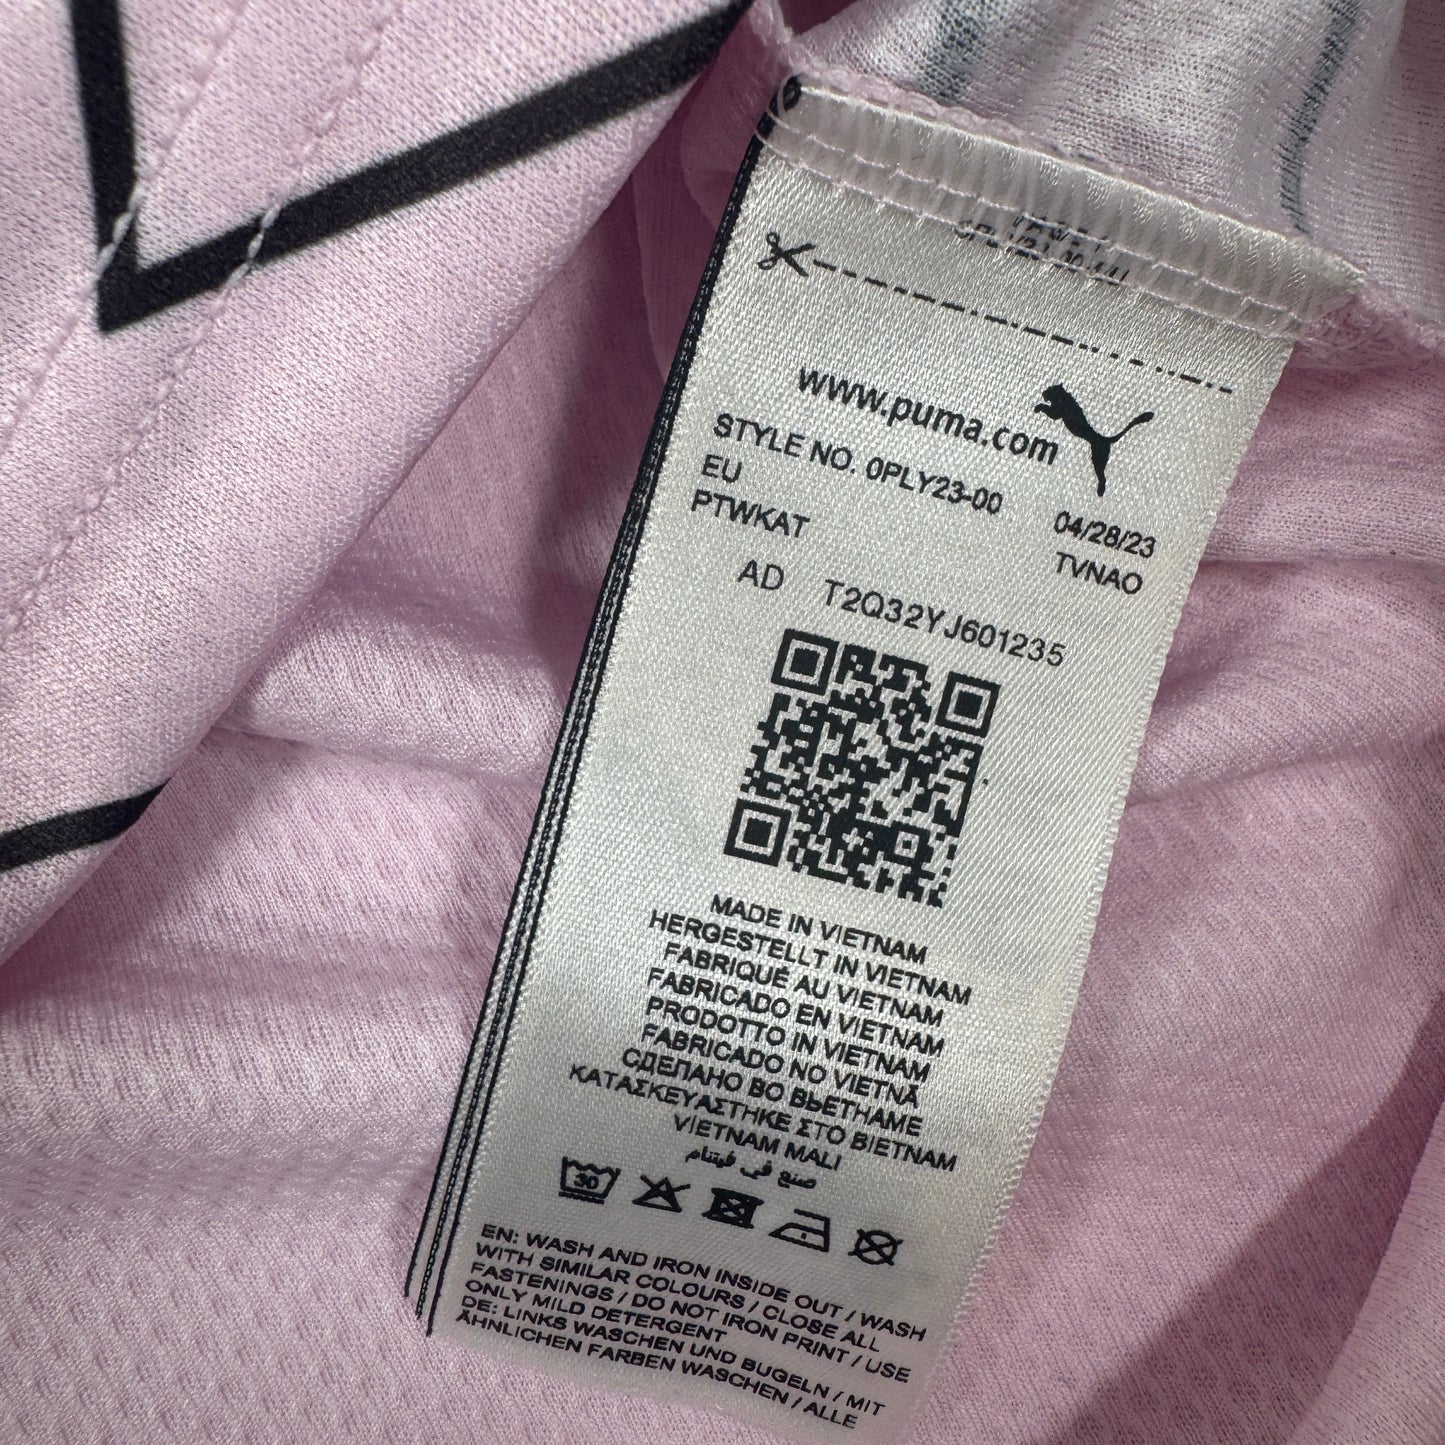 www.puma.com
STYLE NO. 0PLY23-00 04/28/23
EU TVNAO
PTWKAT
AD T2Q32YJ601235
MADE IN VIETNAM
HERGESTELLT IN VIETNAM
FABRIQUÉ AU VIETNAM
FABRICADO EN VIETNAM
PRODOTTO IN VIETNAM
FABRICADO NO VIETNÃ
СДЕЛАНО ВО ВЬЕТНАМЕ
ΚΑΤΑΣΚΕΥΑΣΤΗΚΕ ΣΤΟ ΒΙΕΤΝΑΜ
VIETNAM MALI
صنع في فيتنام
30
EN: WASH AND IRON INSIDE OUT / WASH
WITH SIMILAR COLOURS / CLOSE ALL
FASTENINGS / DO NOT IRON PRINT / USE
ONLY MILD DETERGENT
DE: LINKS WASCHEN UND BÜGELN / MIT
ÄHNLICHEN FARBEN WASCHEN / ALLE